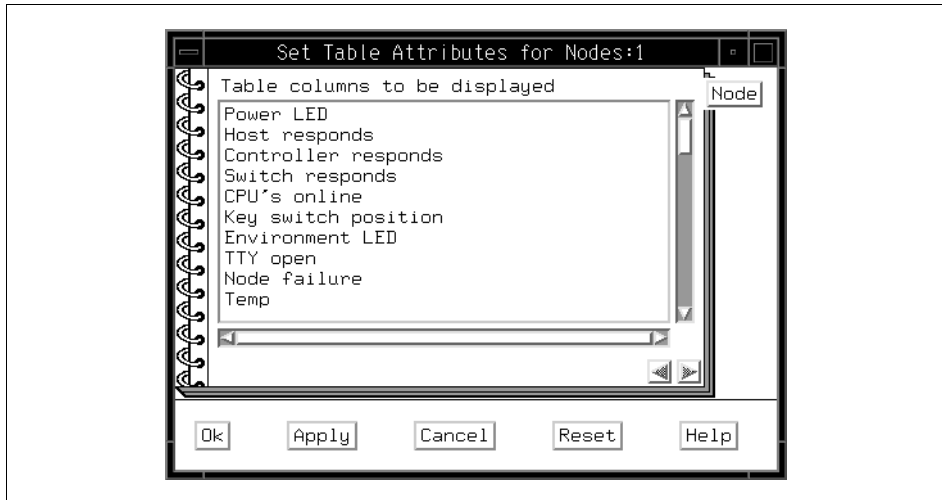 Set Table Attributes for Nodes:1
Table columns to be displayed
Node
Power LED
Host responds
Controller responds
Switch responds
CPU's online
Key switch position
Environment LED
TTY open
Node failure
Temp
Ok Apply Cancel Reset Help